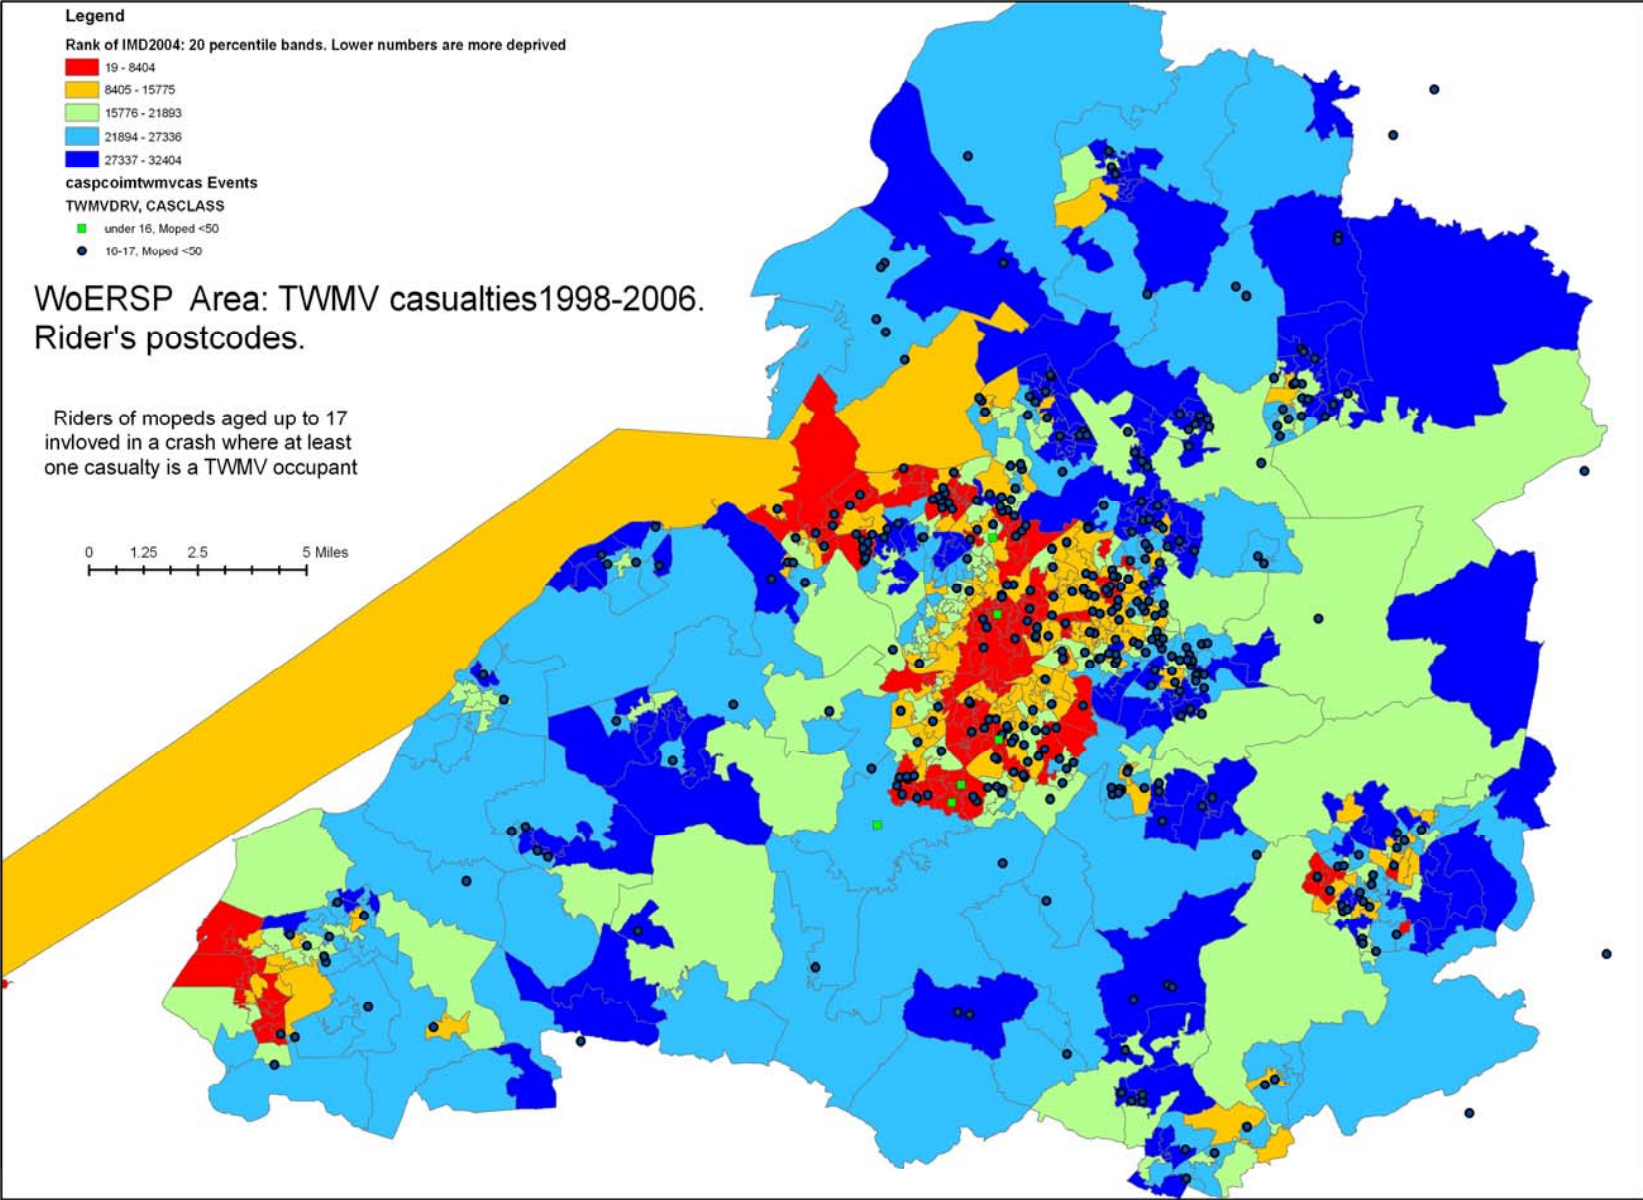 Legend
Rank of IMD2004: 20 percentile bands. Lower numbers are more deprived
19 - 8404
8405 - 15775
15776 - 21893
21894 - 27336
27337 - 32404
caspcoimtwmvcas Events
TWMVDRV, CASCLASS
under 16, Moped <50
16-17, Moped <50
WoERSP Area: TWMV casualties1998-2006.
Rider's postcodes.
Riders of mopeds aged up to 17
invloved in a crash where at least
one casualty is a TWMV occupant
0 1.25 2.5 5 Miles